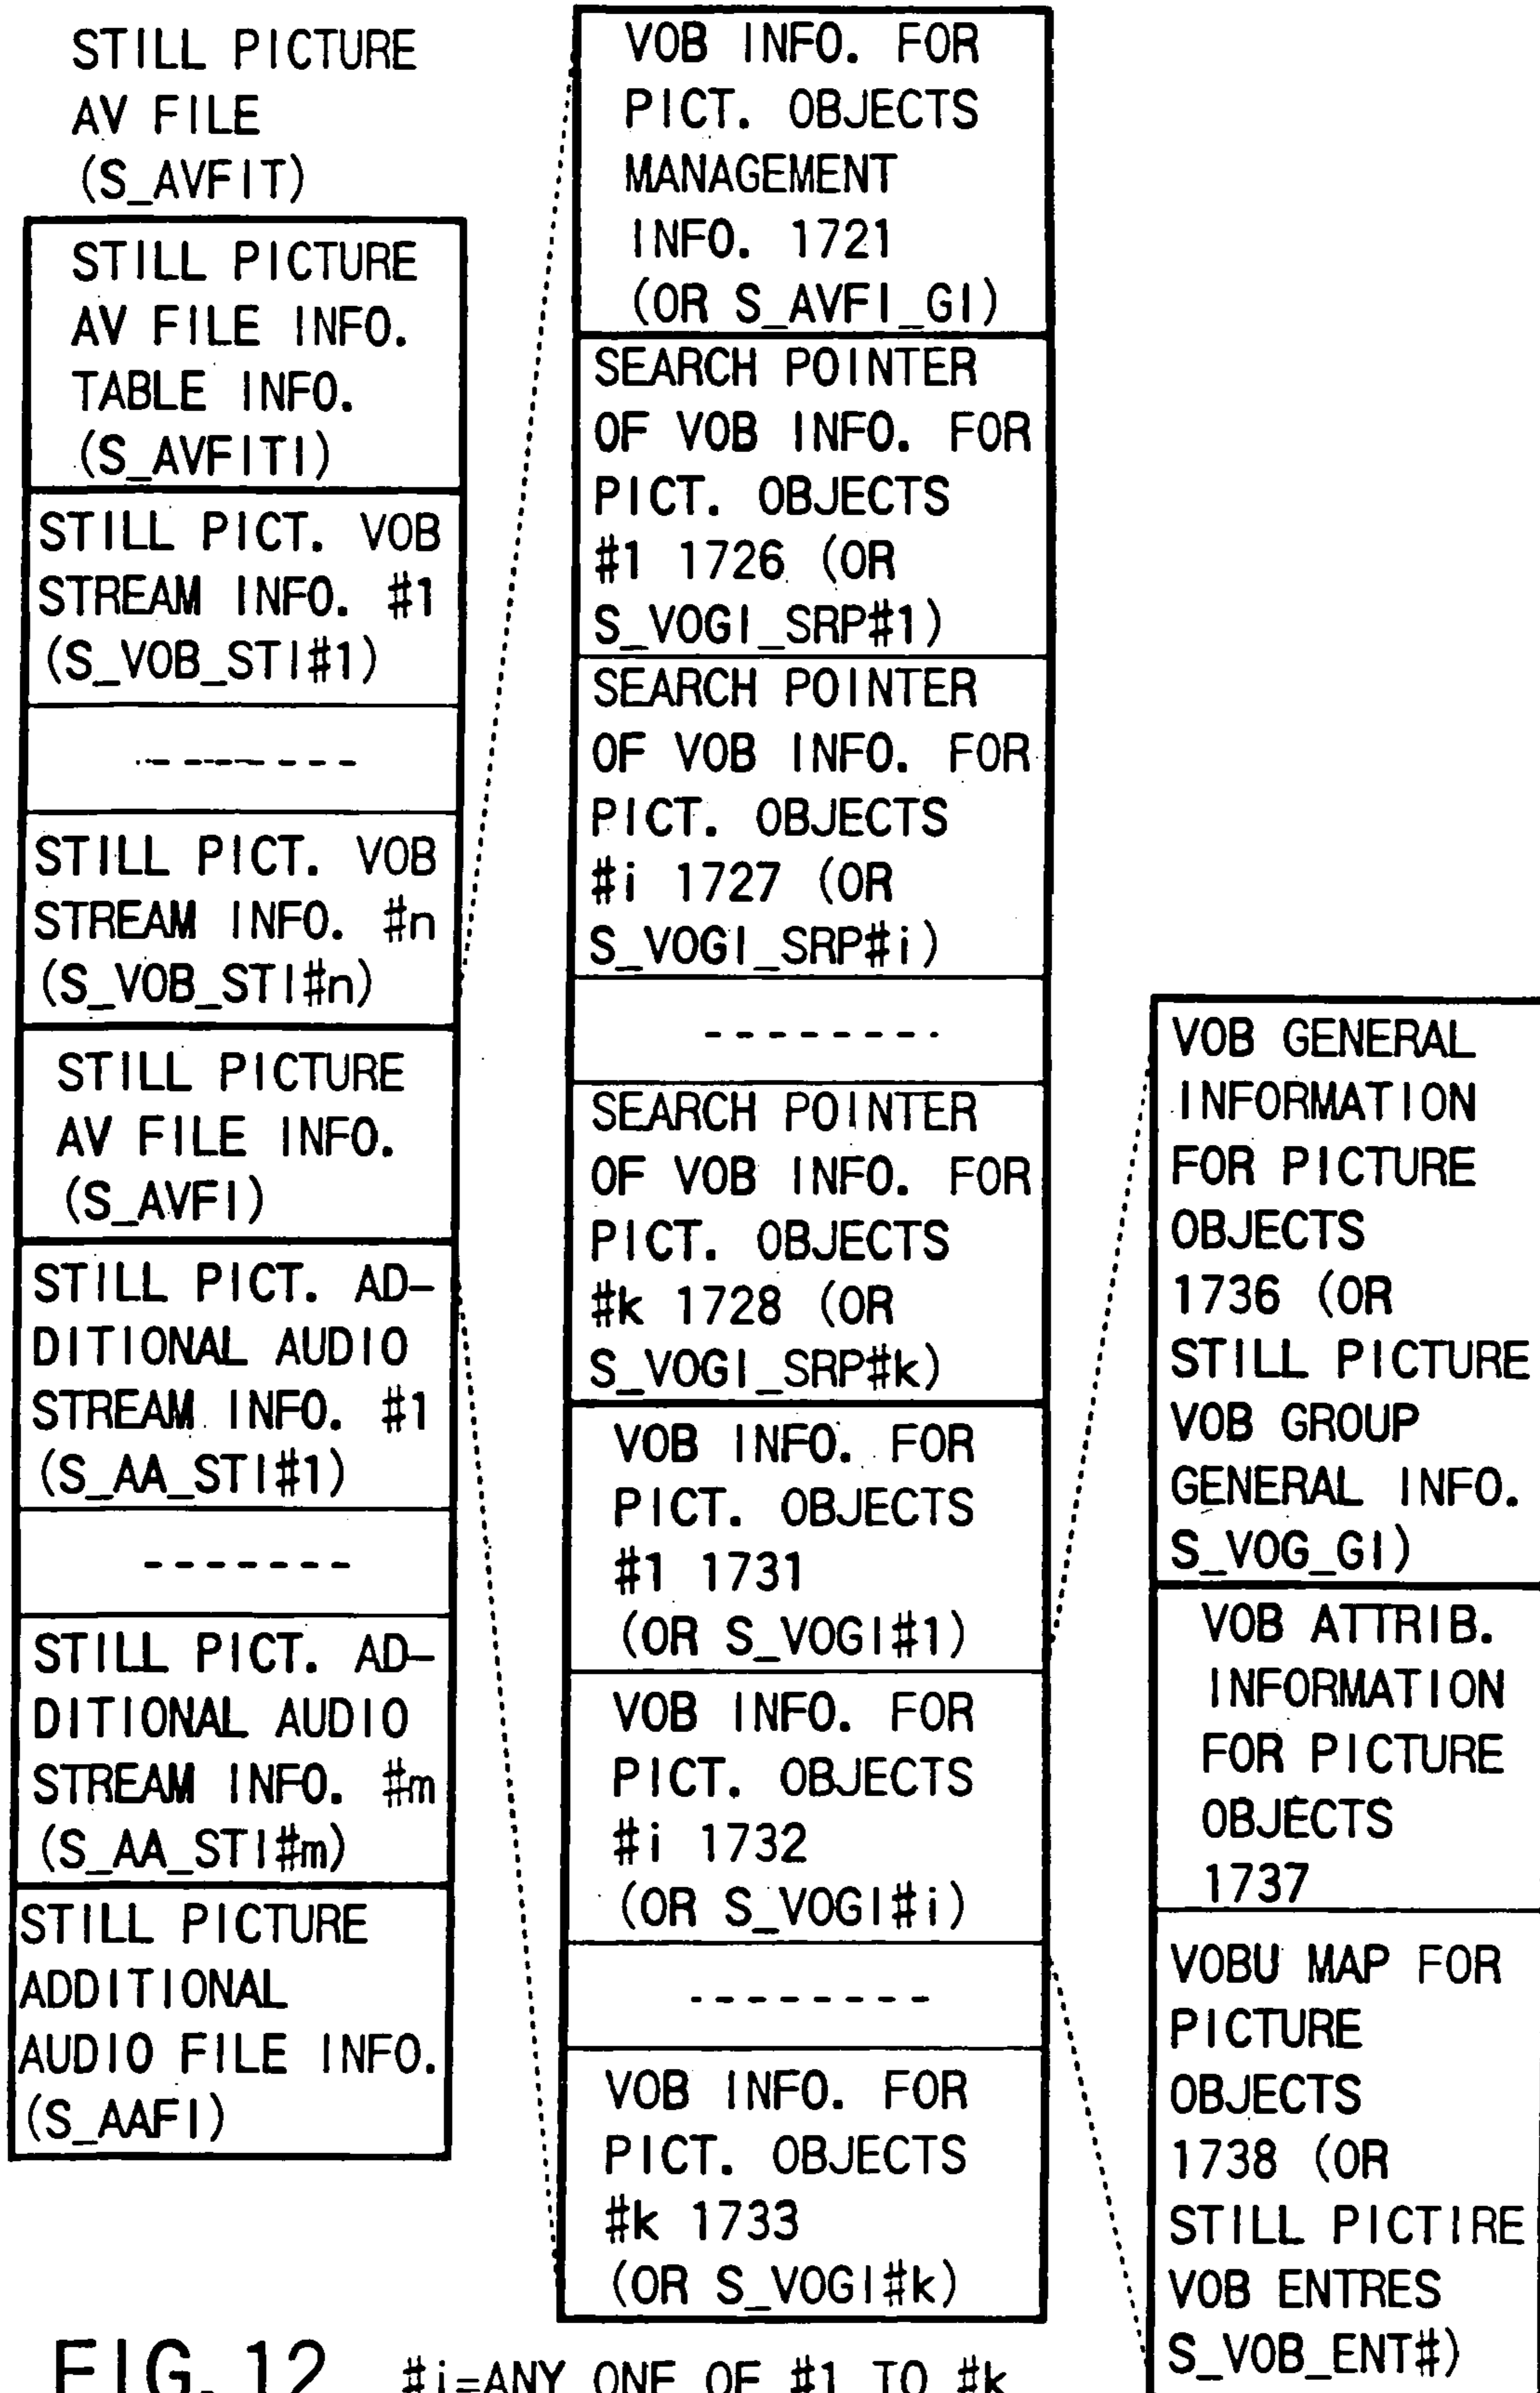 STILL PICTURE
AV FILE
(S_AVFIT)
STILL PICTURE
AV FILE INFO.
TABLE INFO.
(S_AVFITI)
STILL PICT. VOB
STREAM INFO. #1
(S_VOB_STI#1)
--------
STILL PICT. VOB
STREAM INFO. #n
(S_VOB_STI#n)
STILL PICTURE
AV FILE INFO.
(S_AVFI)
STILL PICT. AD-
DITIONAL AUDIO
STREAM INFO. #1
(S_AA_STI#1)
-------
STILL PICT. AD-
DITIONAL AUDIO
STREAM INFO. #m
(S_AA_STI#m)
STILL PICTURE
ADDITIONAL
AUDIO FILE INFO.
(S_AAFI)
VOB INFO. FOR
PICT. OBJECTS
MANAGEMENT
INFO. 1721
(OR S_AVFI_GI)
SEARCH POINTER
OF VOB INFO. FOR
PICT. OBJECTS
#1 1726 (OR
S_VOGI_SRP#1)
SEARCH POINTER
OF VOB INFO. FOR
PICT. OBJECTS
#i 1727 (OR
S_VOGI_SRP#i)
--------
SEARCH POINTER
OF VOB INFO. FOR
PICT. OBJECTS
#k 1728 (OR
S_VOGI_SRP#k)
VOB INFO. FOR
PICT. OBJECTS
#1 1731
(OR S_VOGI#1)
VOB INFO. FOR
PICT. OBJECTS
#i 1732
(OR S_VOGI#i)
--------
VOB INFO. FOR
PICT. OBJECTS
#k 1733
(OR S_VOGI#k)
VOB GENERAL
INFORMATION
FOR PICTURE
OBJECTS
1736 (OR
STILL PICTURE
VOB GROUP
GENERAL INFO.
S_VOG_GI)
VOB ATTRIB.
INFORMATION
FOR PICTURE
OBJECTS
1737
VOBU MAP FOR
PICTURE
OBJECTS
1738 (OR
STILL PICTIRE
VOB ENTRES
S_VOB_ENT#)
FIG. 12 #i=ANY ONE OF #1 TO #k